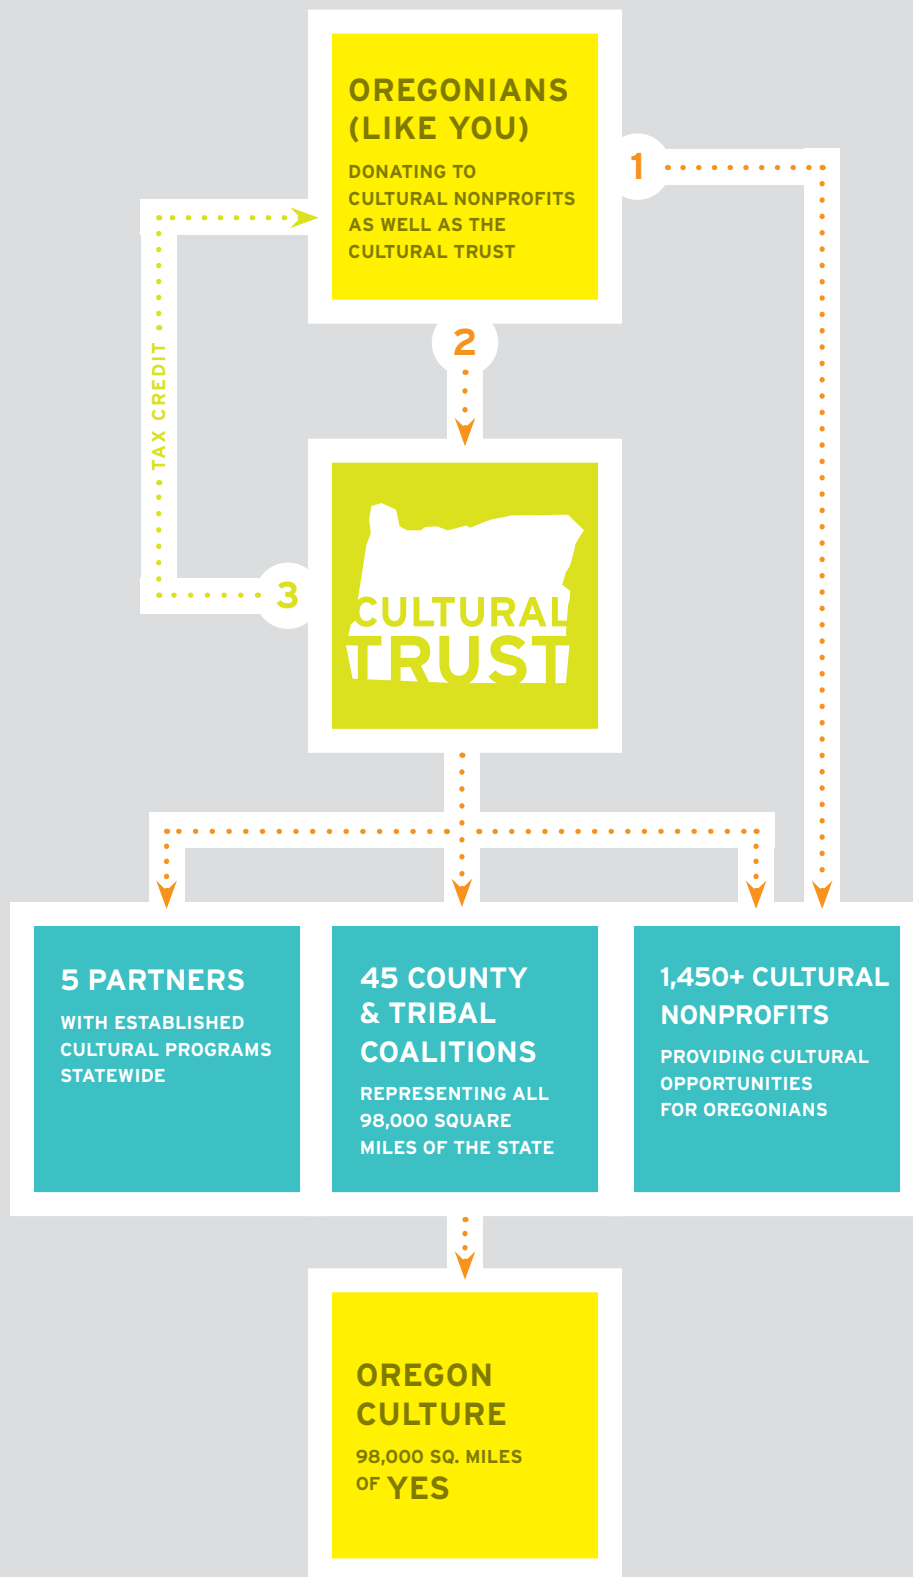 OREGONIANS
(LIKE YOU)
DONATING TO
CULTURAL NONPROFITS
AS WELL AS THE
CULTURAL TRUST
1
2
TAX CREDIT
3
CULTURAL
TRUST
5 PARTNERS
WITH ESTABLISHED
CULTURAL PROGRAMS
STATEWIDE
45 COUNTY
& TRIBAL
COALITIONS
REPRESENTING ALL
98,000 SQUARE
MILES OF THE STATE
1,450+ CULTURAL
NONPROFITS
PROVIDING CULTURAL
OPPORTUNITIES
FOR OREGONIANS
OREGON
CULTURE
98,000 SQ. MILES
OF YES